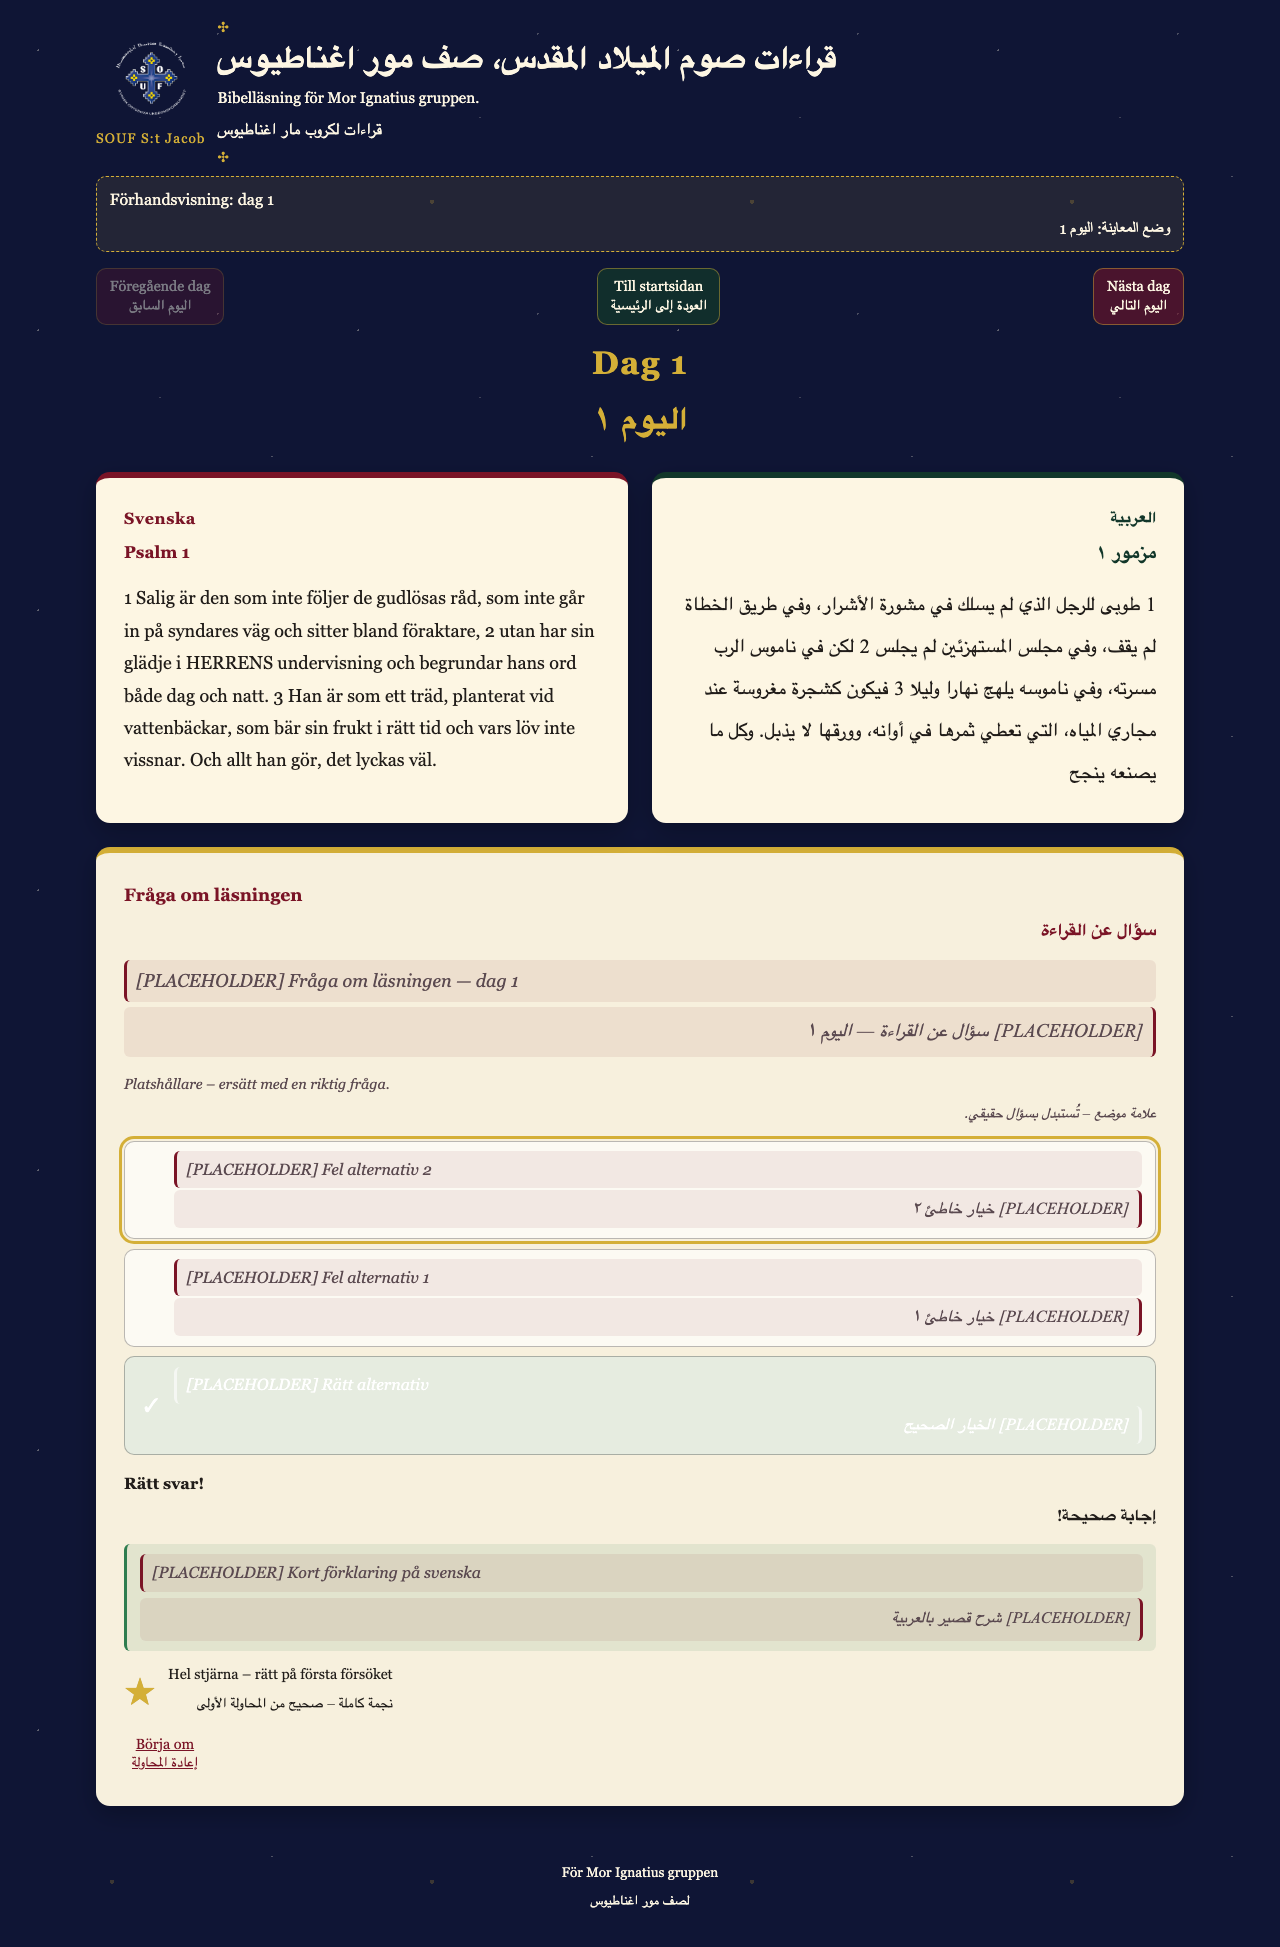 ✣
قراءات صوم الميلاد المقدس، صف مور اغناطيوس
Bibelläsning för Mor Ignatius gruppen.
قراءات لكروب مار اغناطيوس
✣
S O
U F
SOUF S:t Jacob
Förhandsvisning: dag 1
وضع المعاينة: اليوم 1
Föregående dag
اليوم السابق
Till startsidan
العودة إلى الرئيسية
Nästa dag
اليوم التالي
Dag 1
اليوم ١
Svenska
Psalm 1
1 Salig är den som inte följer de gudlösas råd, som inte går
in på syndares väg och sitter bland föraktare, 2 utan har sin
glädje i HERRENS undervisning och begrundar hans ord
både dag och natt. 3 Han är som ett träd, planterat vid
vattenbäckar, som bär sin frukt i rätt tid och vars löv inte
vissnar. Och allt han gör, det lyckas väl.
العربية
مزمور ١
1 طوبى للرجل الذي لم يسلك في مشورة الأشرار، وفي طريق الخطاة
لم يقف، وفي مجلس المستهزئين لم يجلس 2 لكن في ناموس الرب
مسرته، وفي ناموسه يلهج نهارا وليلا 3 فيكون كشجرة مغروسة عند
مجاري المياه، التي تعطي ثمرها في أوانه، وورقها لا يذبل. وكل ما
يصنعه ينجح
Fråga om läsningen
سؤال عن القراءة
[PLACEHOLDER] Fråga om läsningen — dag 1
[PLACEHOLDER] سؤال عن القراءة — اليوم ١
Platshållare – ersätt med en riktig fråga.
علامة موضع – تُستبدل بسؤال حقيقي.
[PLACEHOLDER] Fel alternativ 2
[PLACEHOLDER] خيار خاطئ ٢
[PLACEHOLDER] Fel alternativ 1
[PLACEHOLDER] خيار خاطئ ١
✓
[PLACEHOLDER] Rätt alternativ
[PLACEHOLDER] الخيار الصحيح
Rätt svar!
إجابة صحيحة!
[PLACEHOLDER] Kort förklaring på svenska
[PLACEHOLDER] شرح قصير بالعربية
Hel stjärna – rätt på första försöket
نجمة كاملة – صحيح من المحاولة الأولى
Börja om
إعادة المحاولة
För Mor Ignatius gruppen
لصف مور اغناطيوس